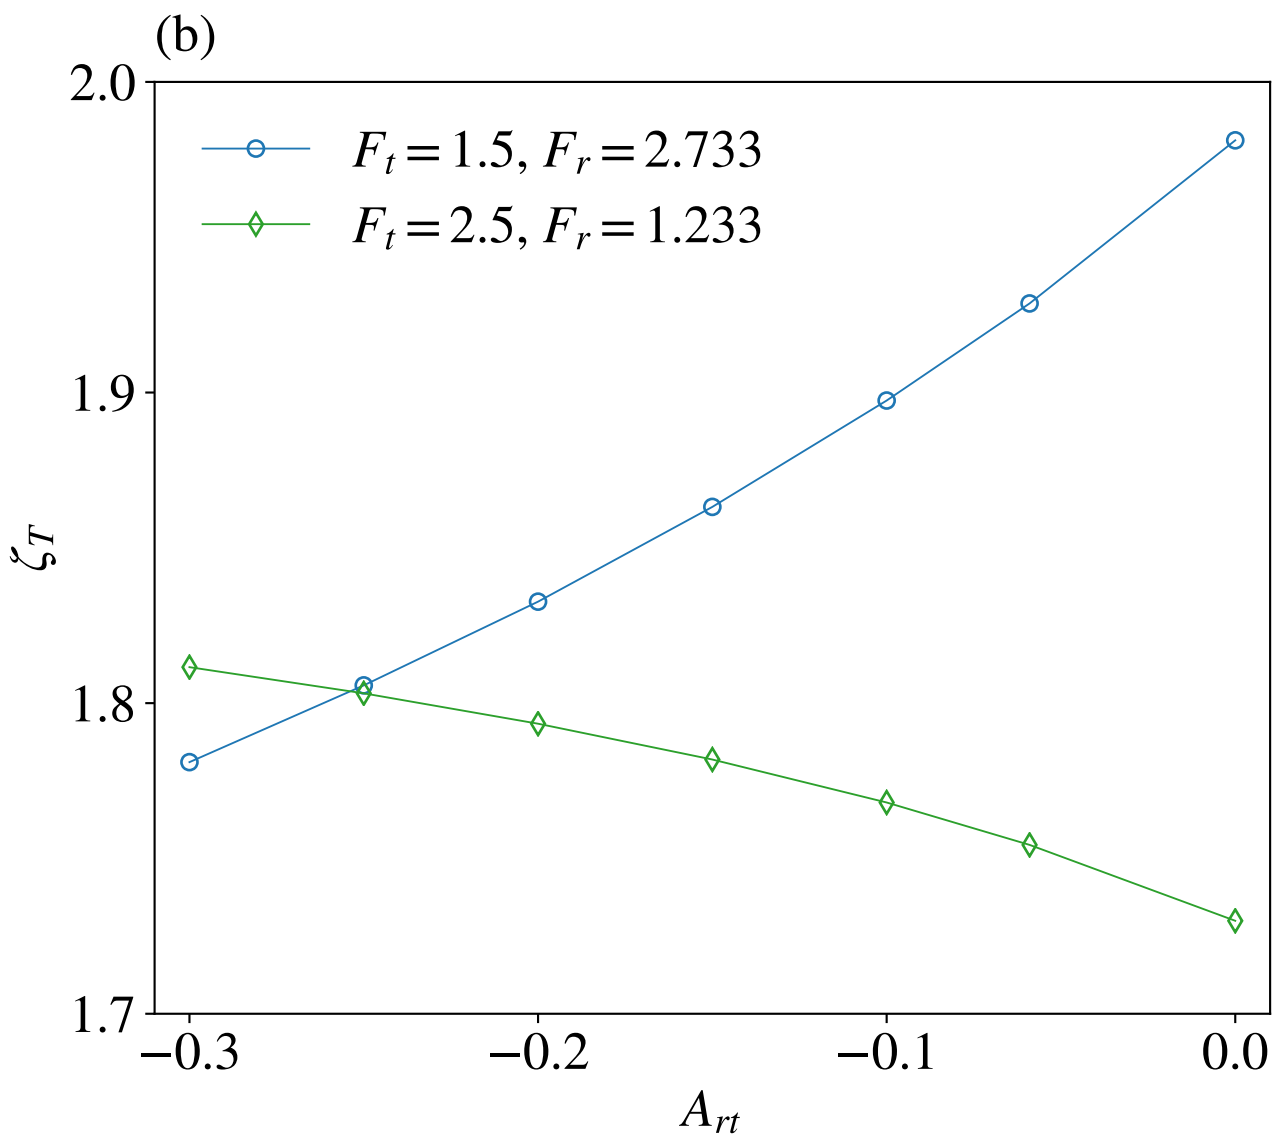 (b)
2.0
1.9
1.8
1.7
ζ_T
F_t = 1.5, F_r = 2.733
F_t = 2.5, F_r = 1.233
−0.3
−0.2
−0.1
0.0
A_rt